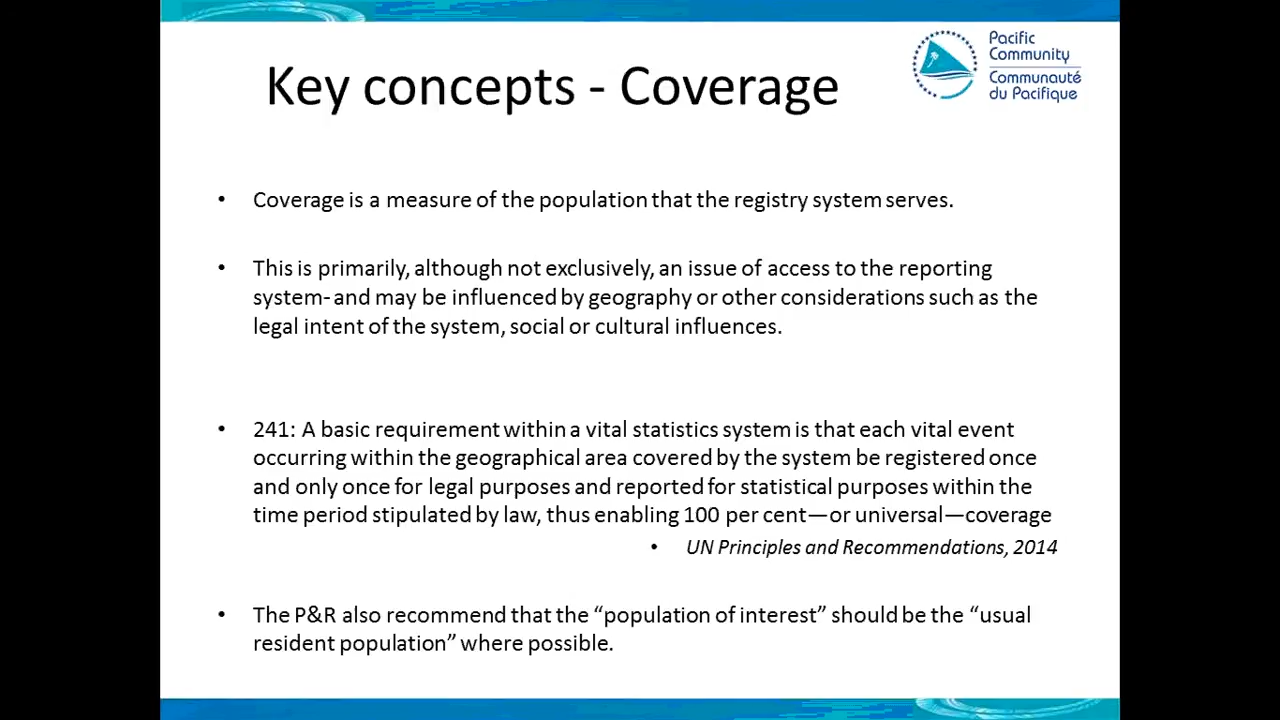 Key concepts - Coverage
Pacific
Community
Communauté
du Pacifique
• Coverage is a measure of the population that the registry system serves.
• This is primarily, although not exclusively, an issue of access to the reporting
system- and may be influenced by geography or other considerations such as the
legal intent of the system, social or cultural influences.
• 241: A basic requirement within a vital statistics system is that each vital event
occurring within the geographical area covered by the system be registered once
and only once for legal purposes and reported for statistical purposes within the
time period stipulated by law, thus enabling 100 per cent—or universal—coverage
• UN Principles and Recommendations, 2014
• The P&R also recommend that the “population of interest” should be the “usual
resident population” where possible.